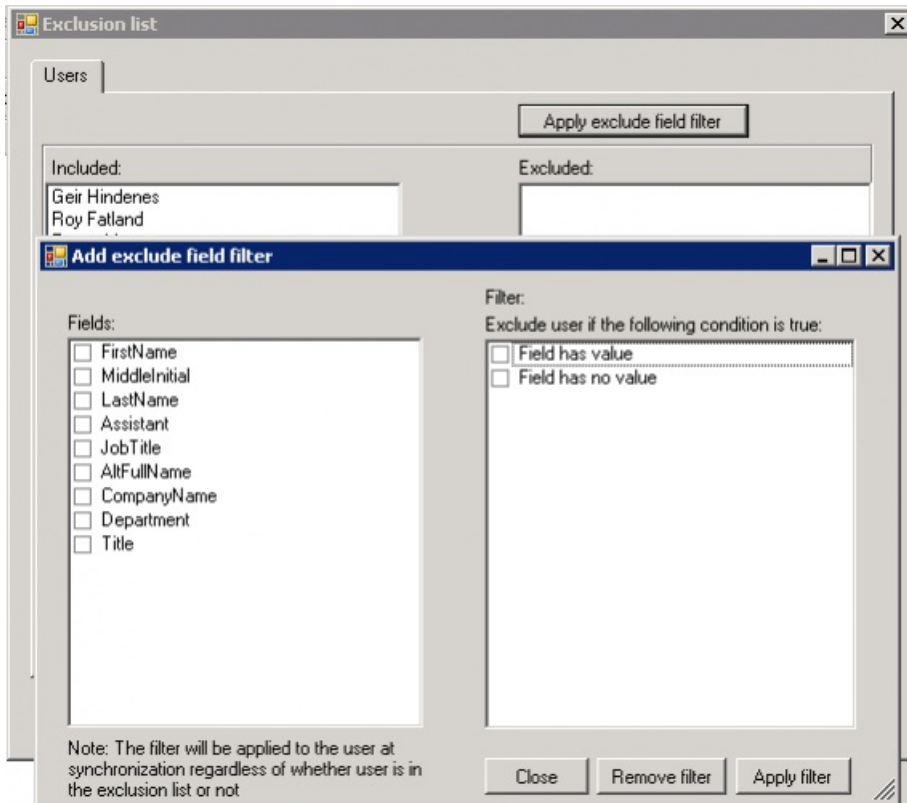 Exclusion list
Users
Apply exclude field filter
Included:
Excluded:
Geir Hindenes
Roy Fatland
Add exclude field filter
Fields:
FirstName
MiddleInitial
LastName
Assistant
JobTitle
AltFullName
CompanyName
Department
Title
Note: The filter will be applied to the user at
synchronization regardless of whether user is in
the exclusion list or not
Filter:
Exclude user if the following condition is true:
Field has value
Field has no value
Close
Remove filter
Apply filter